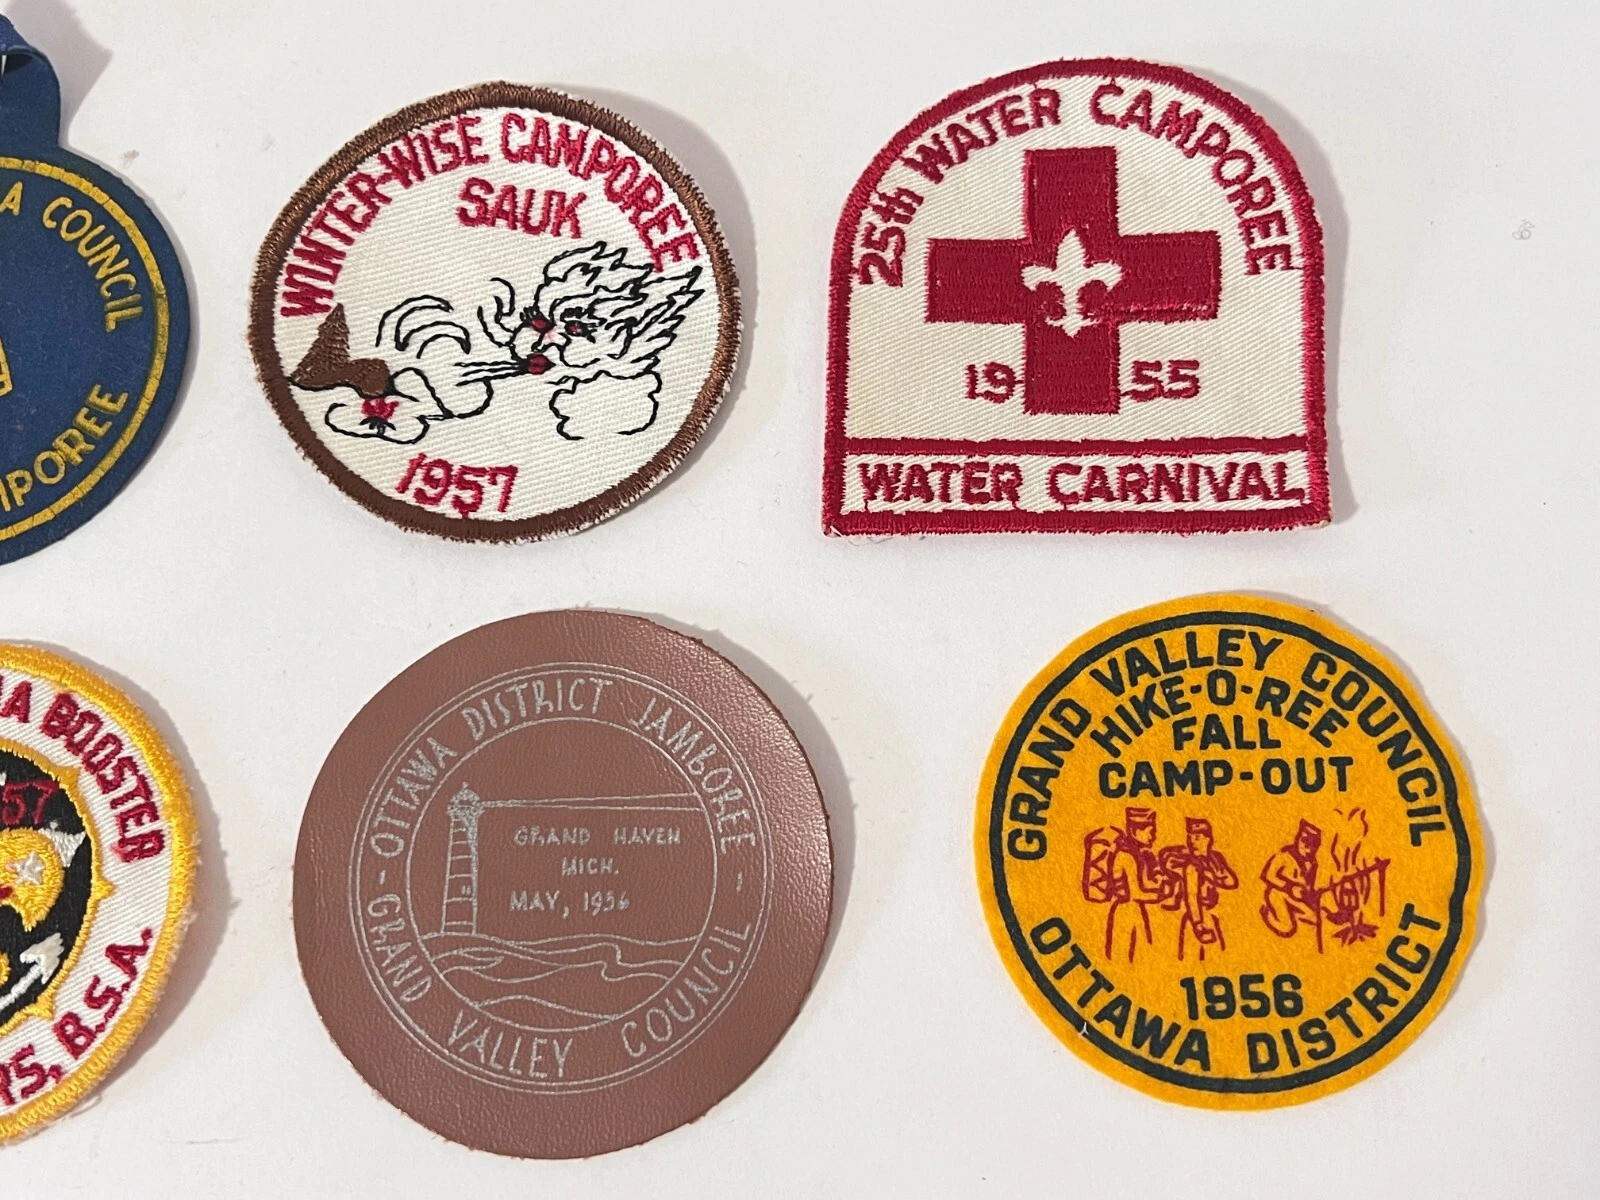 A COUNCIL
MPOREE
WINTER-WISE CAMPOREE
SAUK
1957
25th WATER CAMPOREE
19 55
WATER CARNIVAL
A BOOSTER
57
RS, B.S.A.
-OTTAWA DISTRICT JAMBOREE-
GRAND HAVEN
MICH.
MAY, 1956
GRAND VALLEY COUNCIL
GRAND VALLEY COUNCIL
HIKE-O-REE
FALL
CAMP-OUT
1956
OTTAWA DISTRICT